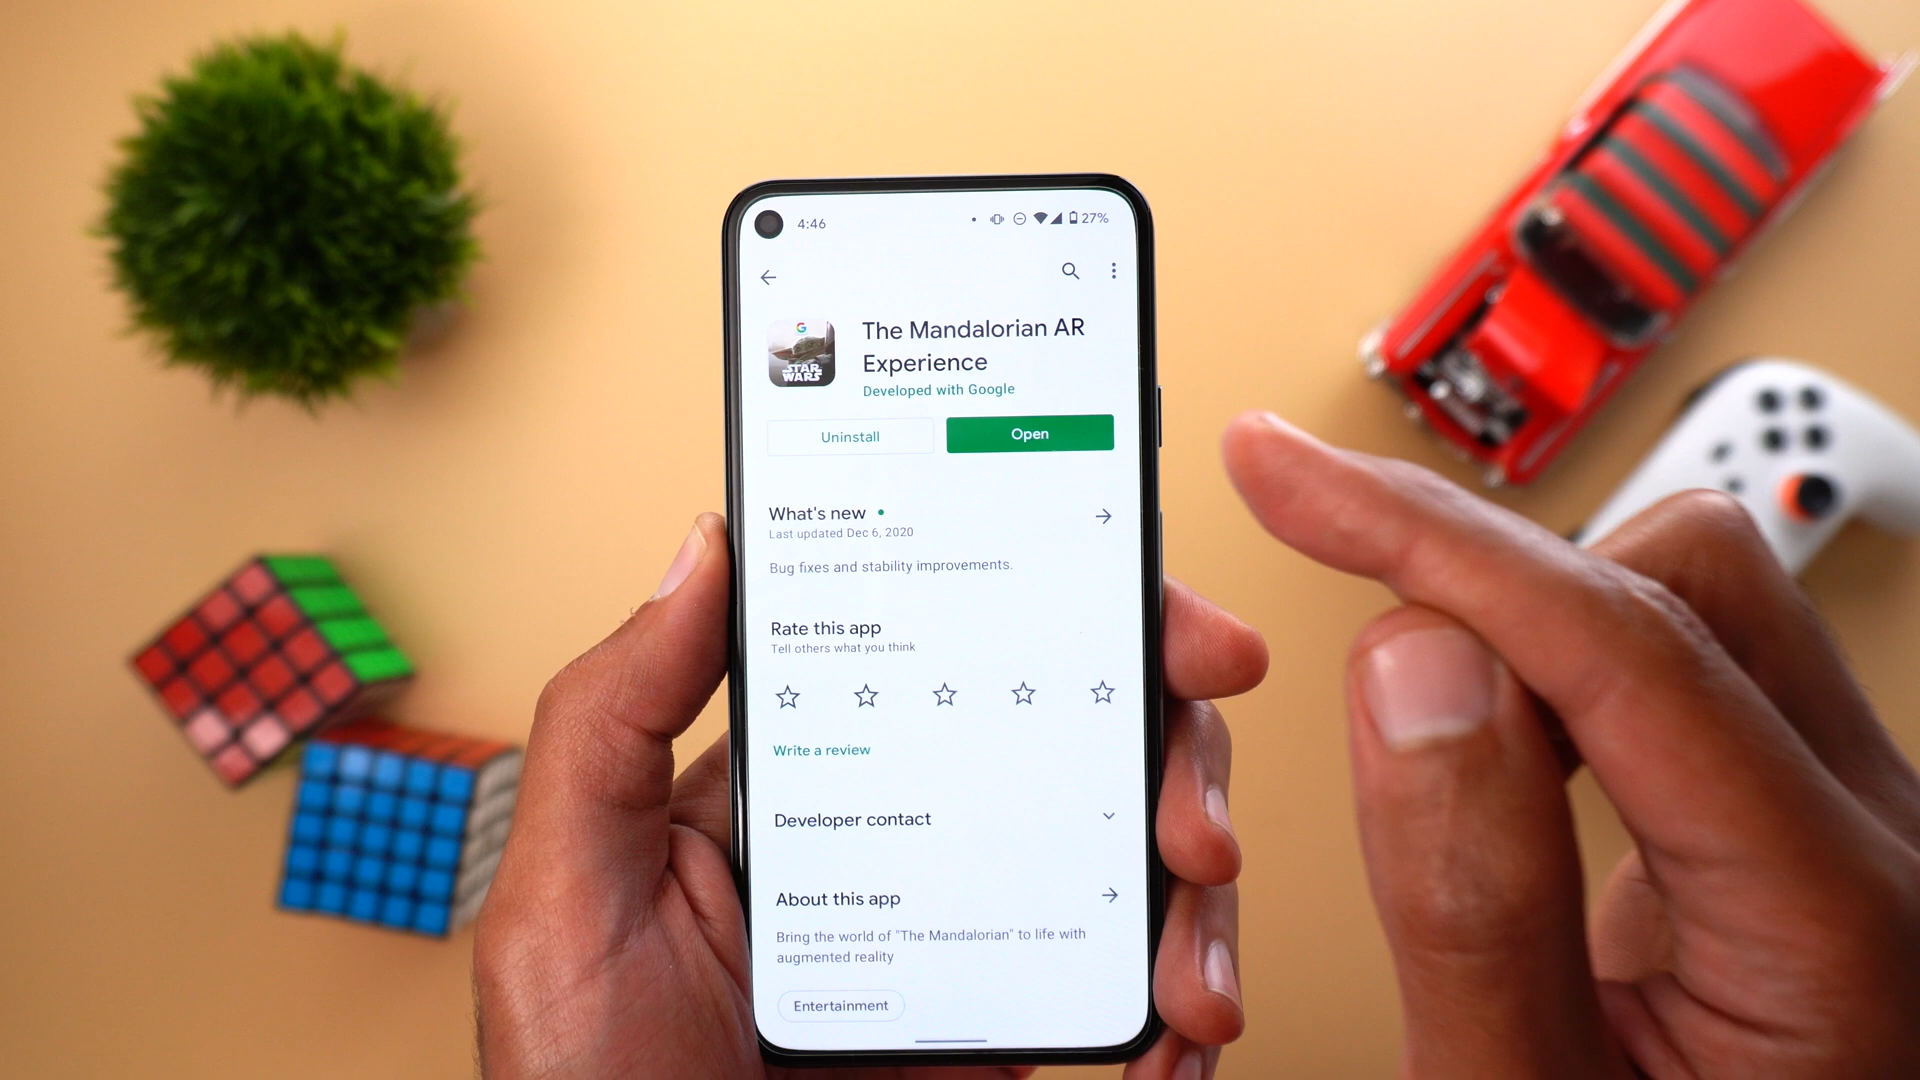 4:46
27%
The Mandalorian AR
Experience
Developed with Google
G
STAR
WARS
Uninstall
Open
What's new
Last updated Dec 6, 2020
Bug fixes and stability improvements.
Rate this app
Tell others what you think
Write a review
Developer contact
About this app
Bring the world of "The Mandalorian" to life with
augmented reality
Entertainment